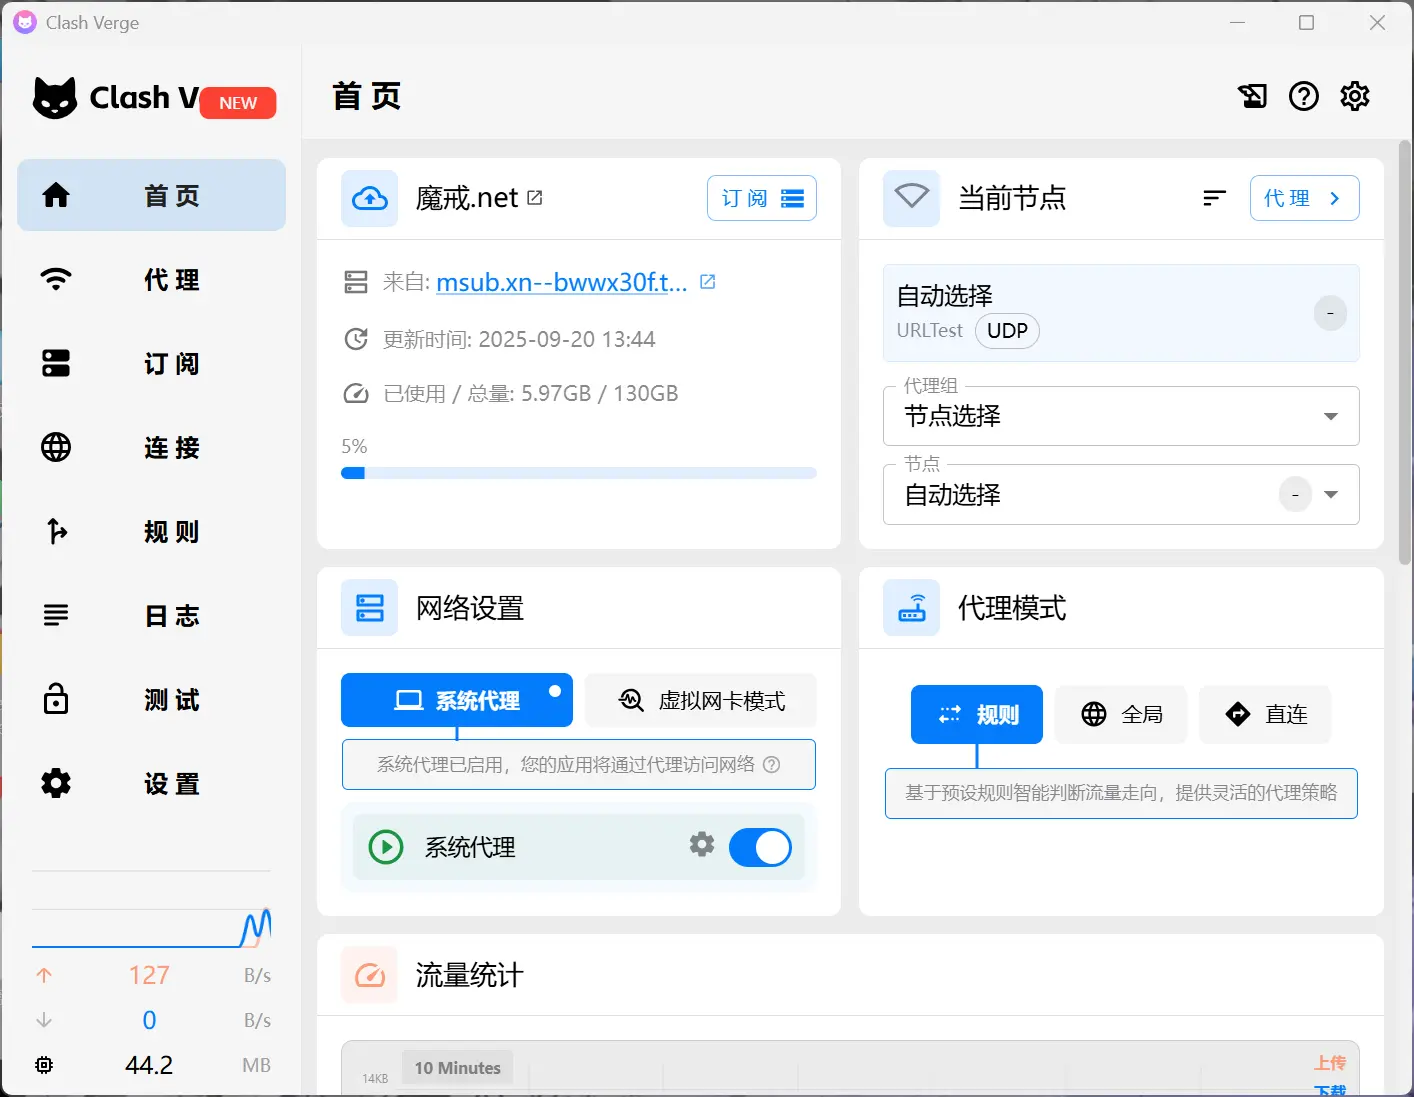 Clash Verge
Clash V
NEW
首 页
代 理
订 阅
连 接
规 则
日 志
测 试
设 置
127 B/s
0 B/s
44.2 MB
首 页
魔戒.net
订 阅
来自: msub.xn--bwwx30f.t...
更新时间: 2025-09-20 13:44
已使用 / 总量: 5.97GB / 130GB
5%
当前节点
代 理
自动选择
URLTest UDP
-
代理组
节点选择
节点
自动选择
-
网络设置
系统代理
虚拟网卡模式
系统代理已启用，您的应用将通过代理访问网络
系统代理
代理模式
规则
全局
直连
基于预设规则智能判断流量走向，提供灵活的代理策略
流量统计
14KB
10 Minutes
上传
下载